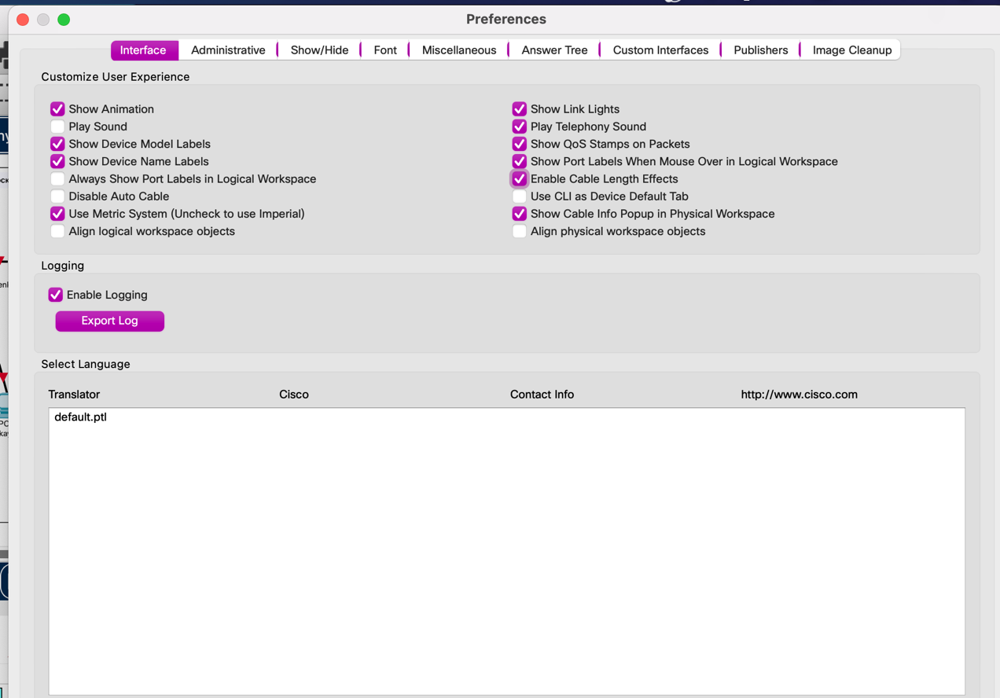 Preferences
Interface Administrative Show/Hide Font Miscellaneous Answer Tree Custom Interfaces Publishers Image Cleanup
Customize User Experience
Show Animation
Play Sound
Show Device Model Labels
Show Device Name Labels
Always Show Port Labels in Logical Workspace
Disable Auto Cable
Use Metric System (Uncheck to use Imperial)
Align logical workspace objects
Show Link Lights
Play Telephony Sound
Show QoS Stamps on Packets
Show Port Labels When Mouse Over in Logical Workspace
Enable Cable Length Effects
Use CLI as Device Default Tab
Show Cable Info Popup in Physical Workspace
Align physical workspace objects
Logging
Enable Logging
Export Log
Select Language
Translator Cisco Contact Info http://www.cisco.com
default.ptl